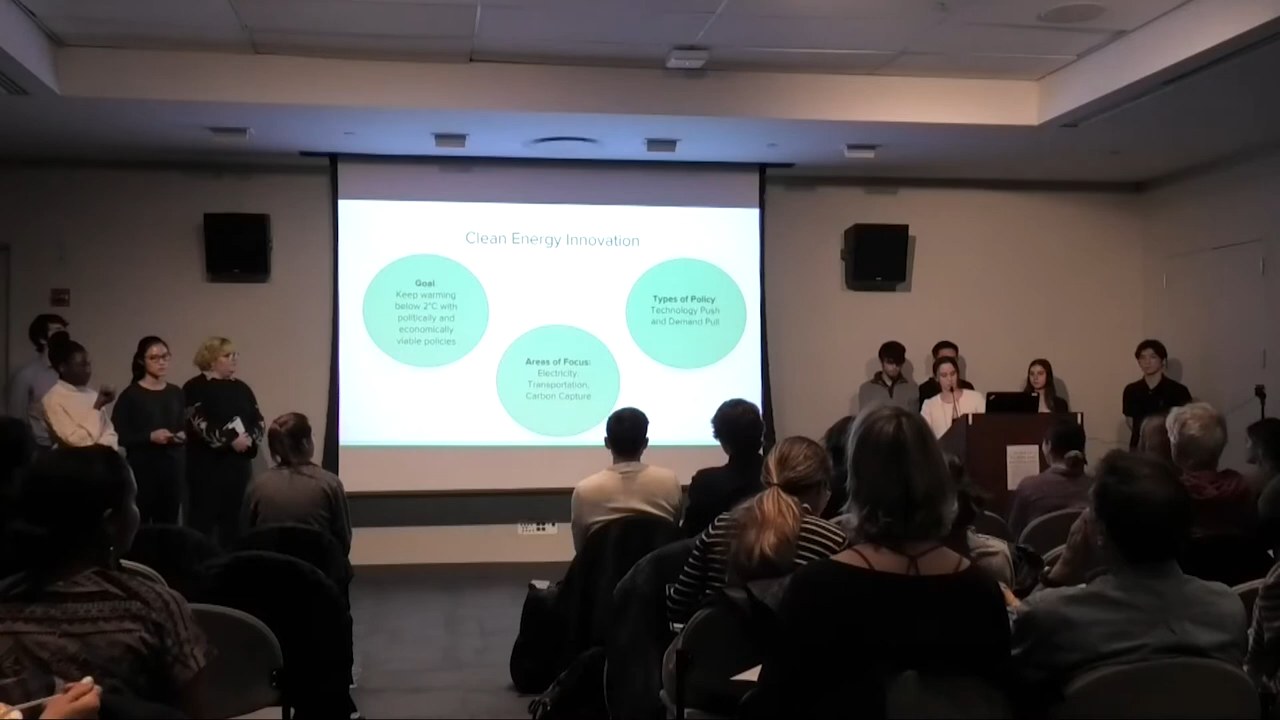 Clean Energy Innovation
Goal
Keep warming
below 2°C with
politically and
economically
viable policies
Areas of Focus:
Electricity,
Transportation,
Carbon Capture
Types of Policy
Technology Push
and Demand Pull